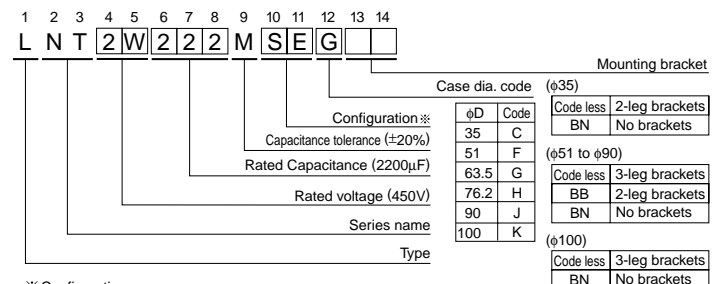 1 2 3 4 5 6 7 8 9 10 11 12 13 14
L N T 2 W 2 2 2 M S E G
Mounting bracket
Case dia. code
Configuration※
Capacitance tolerance (±20%)
Rated Capacitance (2200μF)
Rated voltage (450V)
Series name
Type
φD Code
35 C
51 F
63.5 G
76.2 H
90 J
100 K
(φ35)
Code less 2-leg brackets
BN No brackets
(φ51 to φ90)
Code less 3-leg brackets
BB 2-leg brackets
BN No brackets
(φ100)
Code less 3-leg brackets
BN No brackets